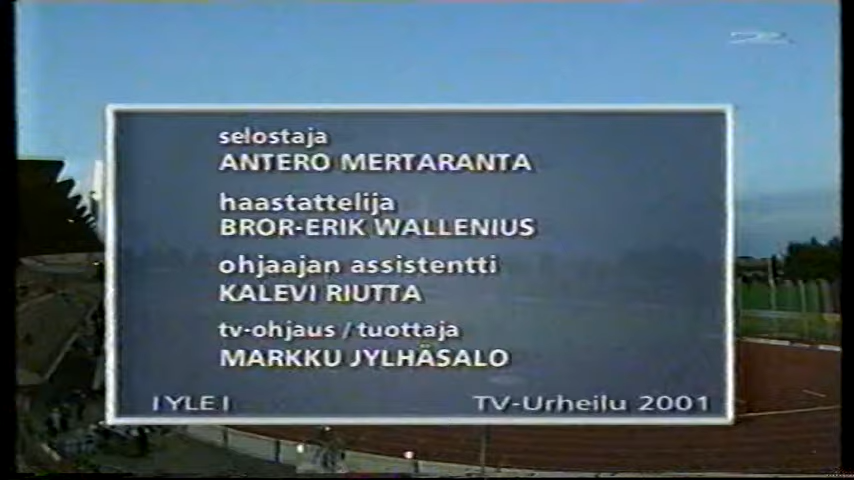 selostaja
ANTERO MERTARANTA
haastattelija
BROR-ERIK WALLENIUS
ohjaajan assistentti
KALEVI RIUTTA
tv-ohjaus / tuottaja
MARKKU JYLHÄSALO
IYLEI TV-Urheilu 2001